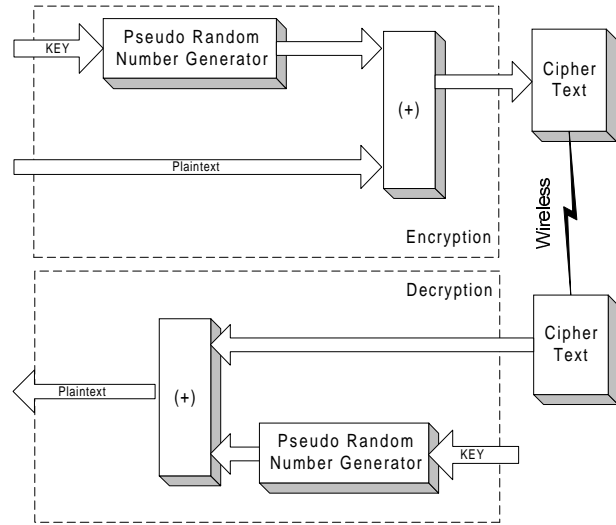 KEY
Pseudo Random
Number Generator
(+)
Cipher
Text
Plaintext
Encryption
Wireless
Decryption
Cipher
Text
Plaintext
(+)
Pseudo Random
Number Generator
KEY